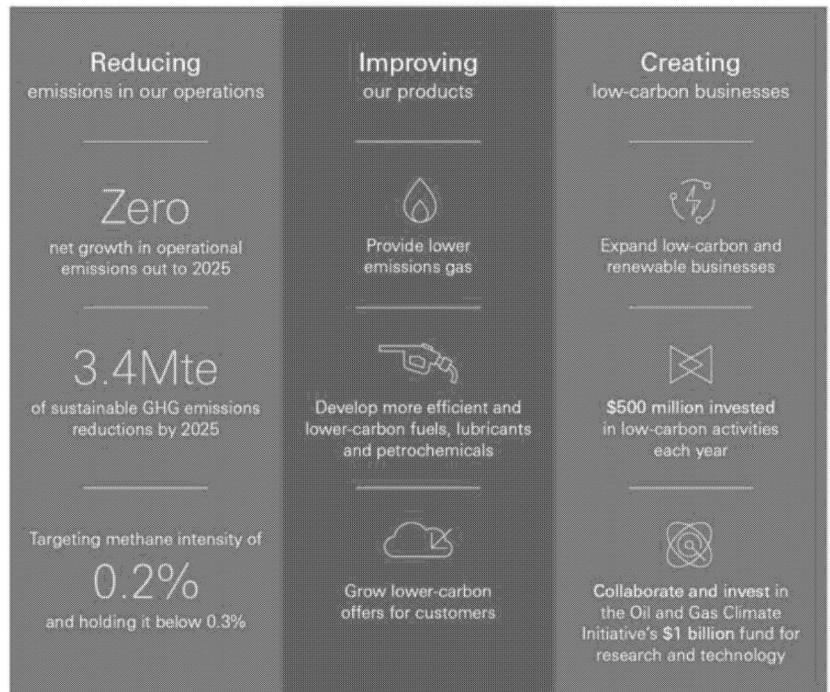 Reducing
emissions in our operations
Zero
net growth in operational
emissions out to 2025
3.4Mte
of sustainable GHG emissions
reductions by 2025
Targeting methane intensity of
0.2%
and holding it below 0.3%
Improving
our products
Provide lower
emissions gas
Develop more efficient and
lower-carbon fuels, lubricants
and petrochemicals
Grow lower-carbon
offers for customers
Creating
low-carbon businesses
Expand low-carbon and
renewable businesses
$500 million invested
in low-carbon activities
each year
Collaborate and invest in
the Oil and Gas Climate
Initiative's $1 billion fund for
research and technology